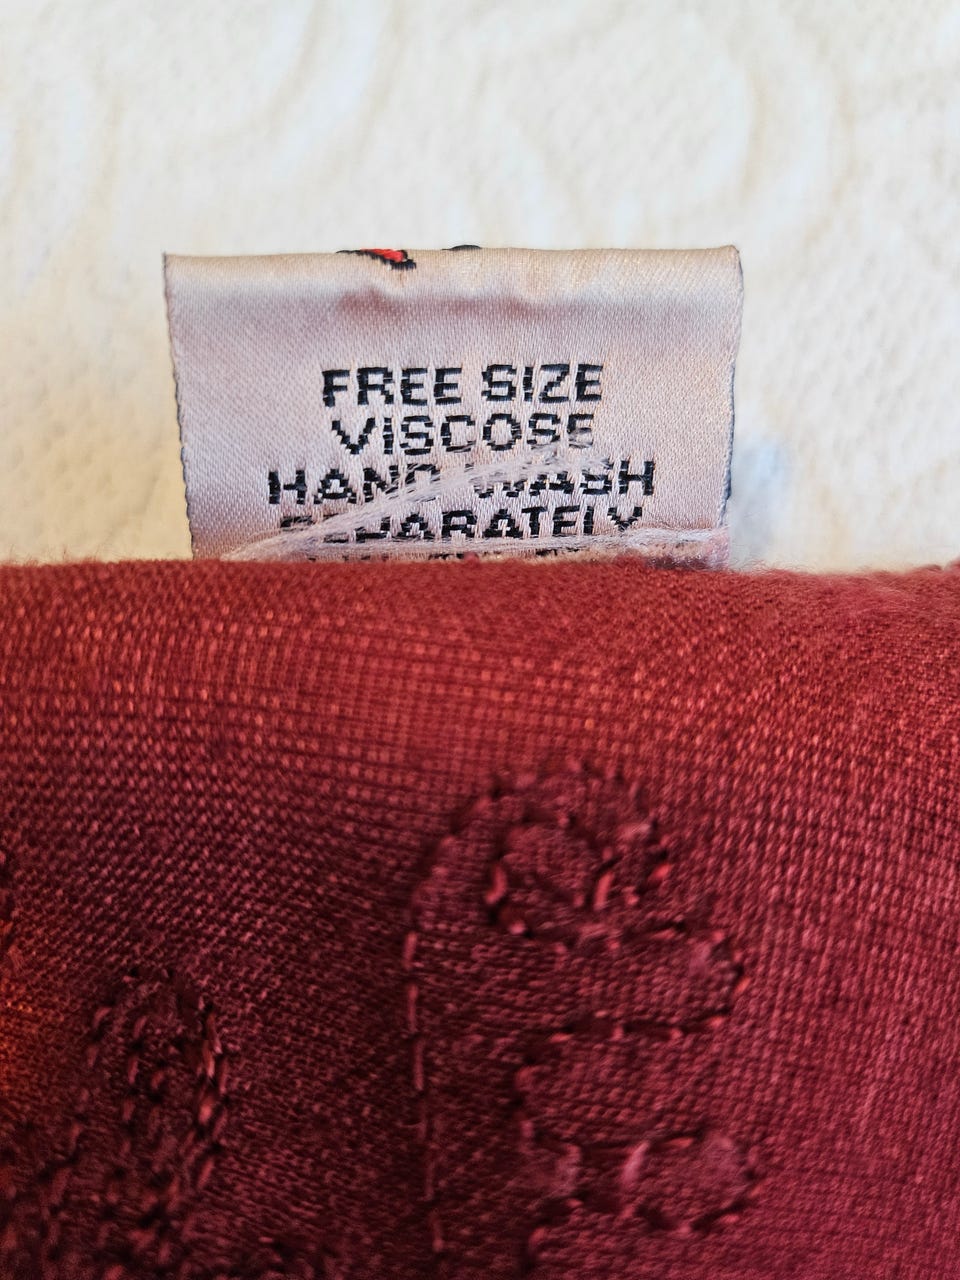 FREE SIZE
VISCOSE
HAND WASH
SEPARATELY